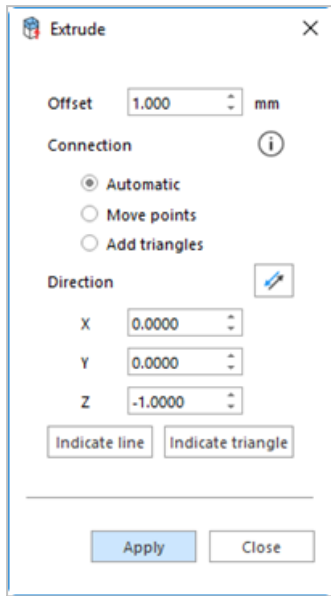 Extrude
Offset 1.000 mm
Connection i
Automatic
Move points
Add triangles
Direction
X 0.0000
Y 0.0000
Z -1.0000
Indicate line Indicate triangle
Apply Close